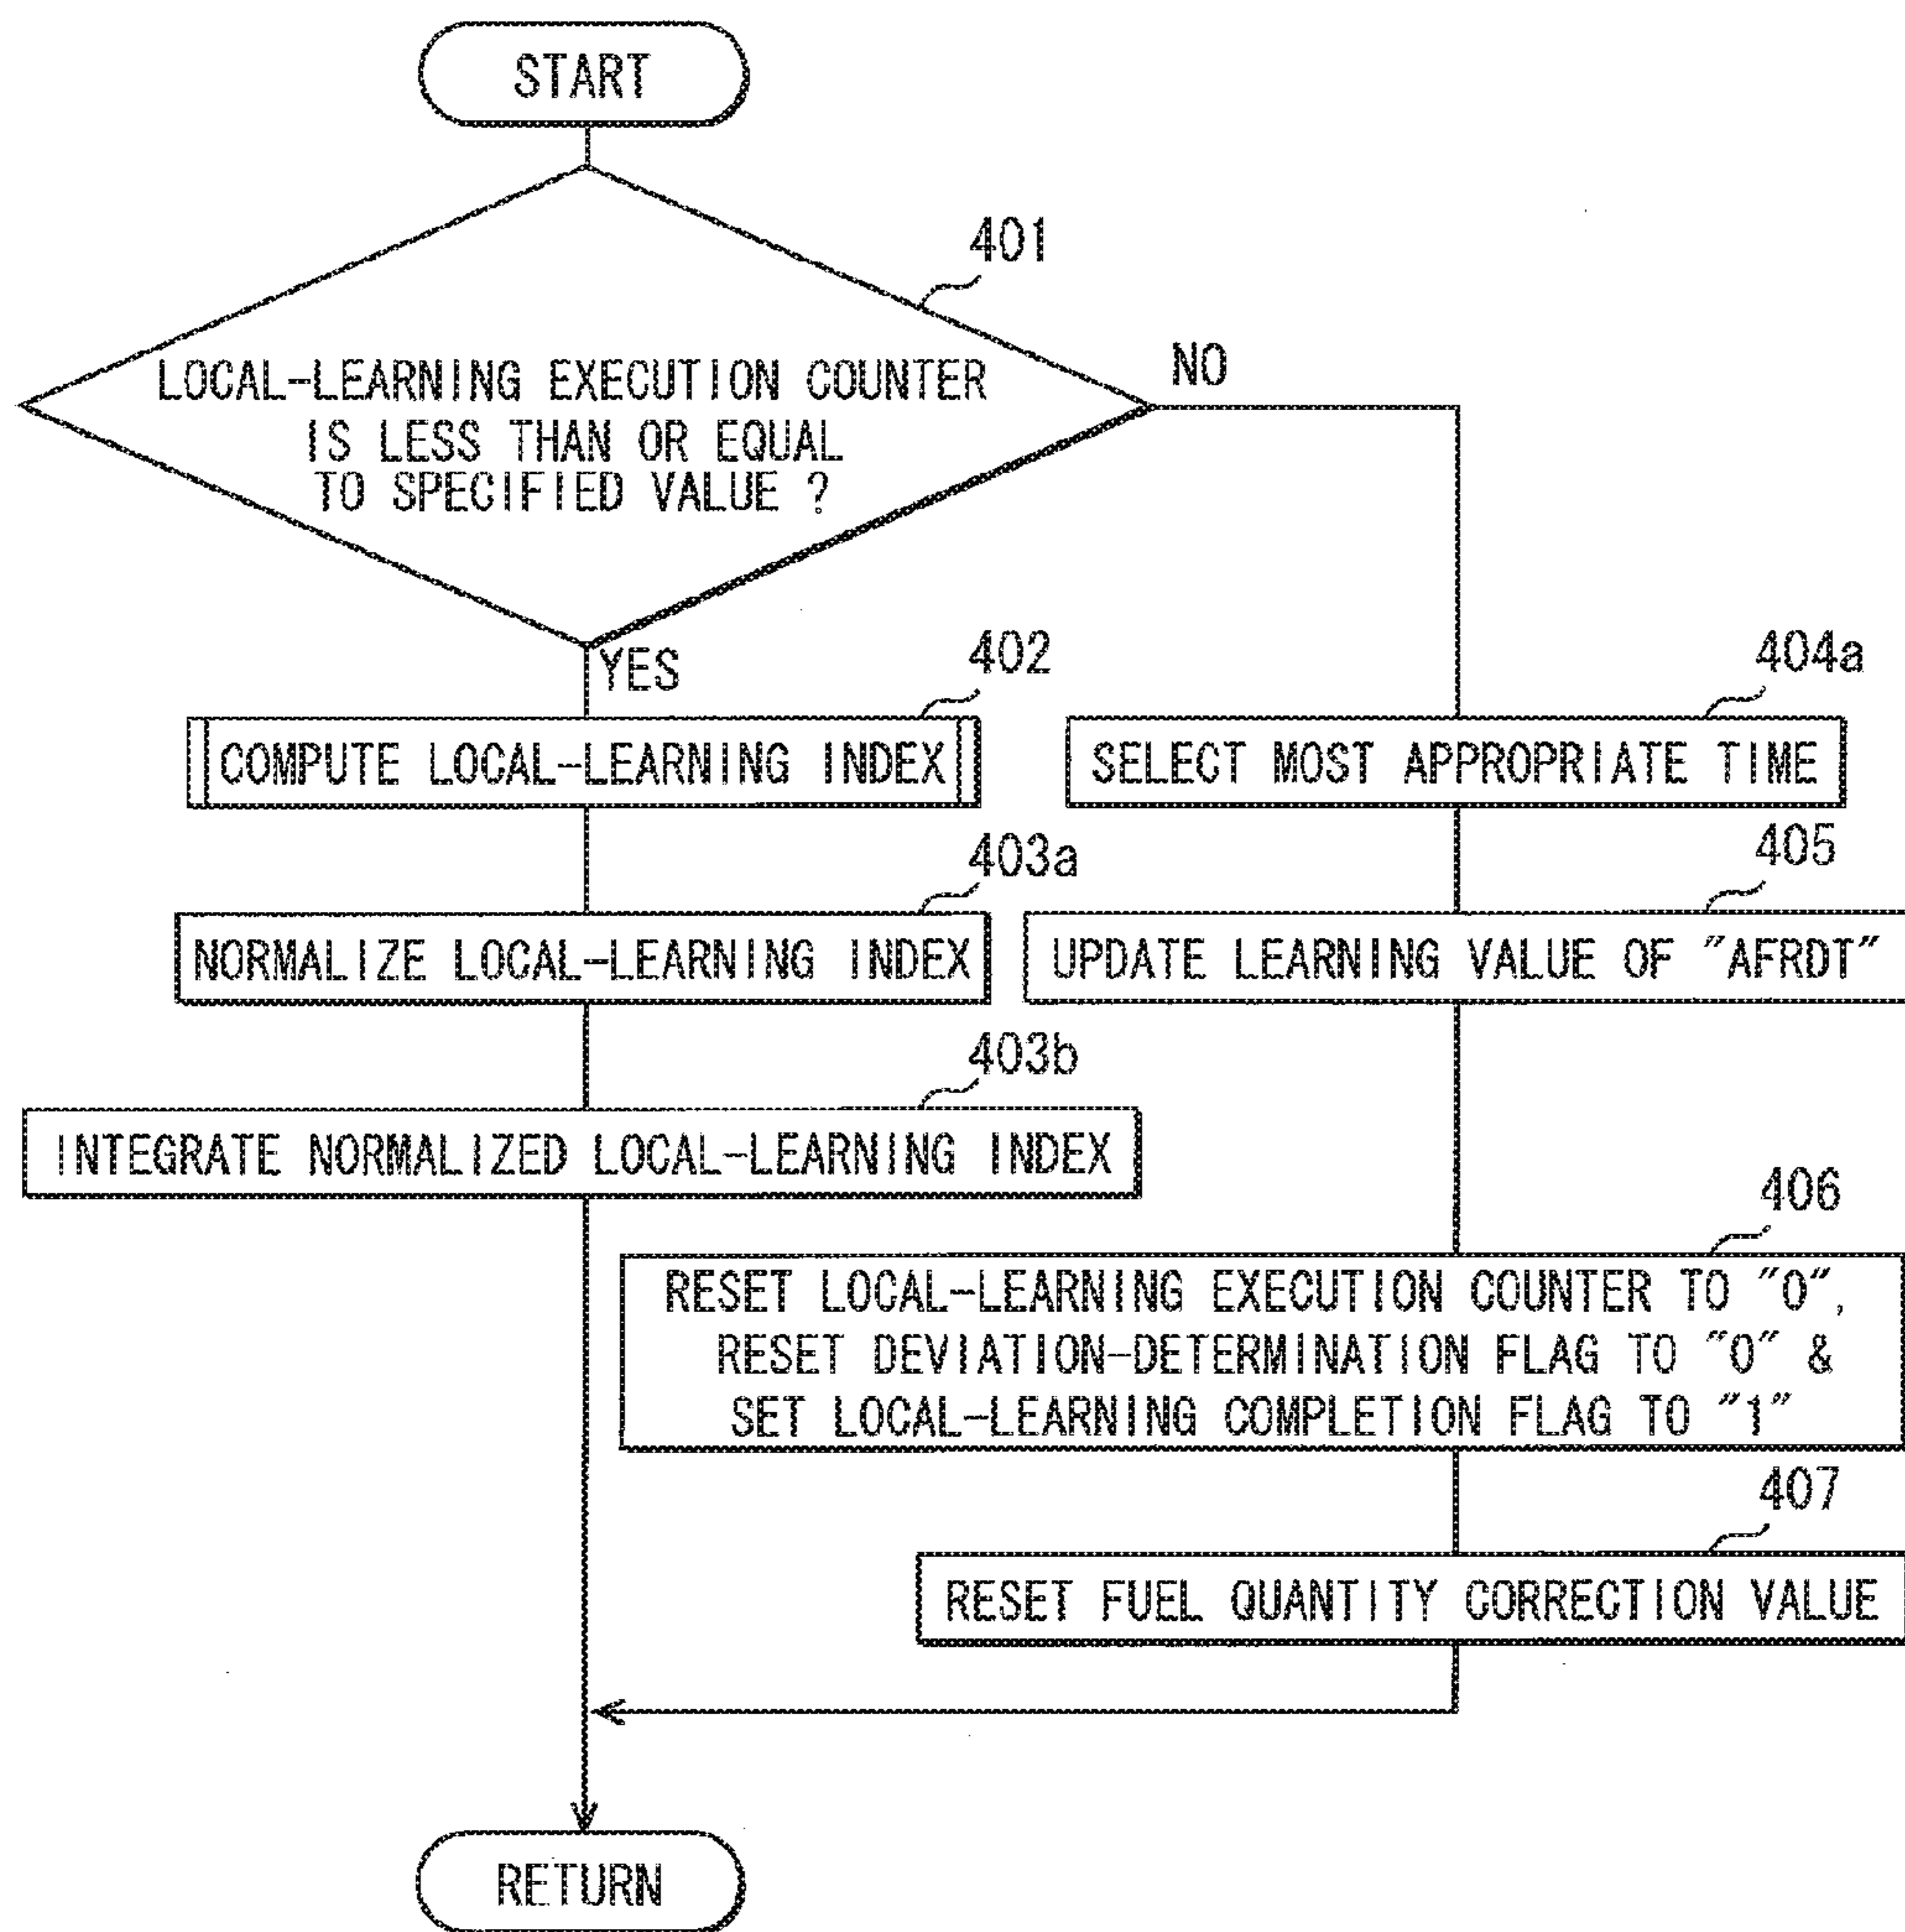 START
401
LOCAL-LEARNING EXECUTION COUNTER
IS LESS THAN OR EQUAL
TO SPECIFIED VALUE ?
NO
YES
402
COMPUTE LOCAL-LEARNING INDEX
404a
SELECT MOST APPROPRIATE TIME
403a
NORMALIZE LOCAL-LEARNING INDEX
405
UPDATE LEARNING VALUE OF "AFRDT"
403b
INTEGRATE NORMALIZED LOCAL-LEARNING INDEX
406
RESET LOCAL-LEARNING EXECUTION COUNTER TO "0",
RESET DEVIATION-DETERMINATION FLAG TO "0" &
SET LOCAL-LEARNING COMPLETION FLAG TO "1"
407
RESET FUEL QUANTITY CORRECTION VALUE
RETURN